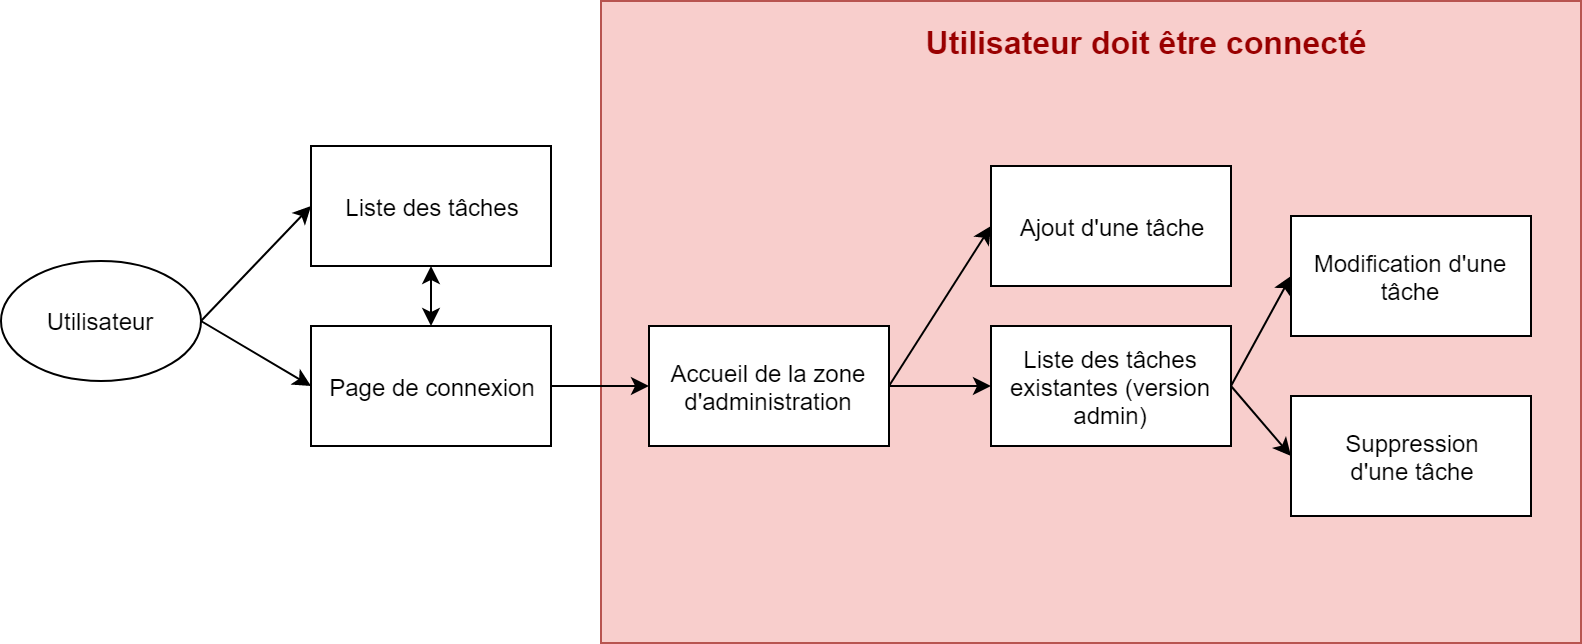 Utilisateur doit être connecté
Utilisateur
Liste des tâches
Page de connexion
Accueil de la zone
d'administration
Ajout d'une tâche
Liste des tâches
existantes (version
admin)
Modification d'une
tâche
Suppression
d'une tâche